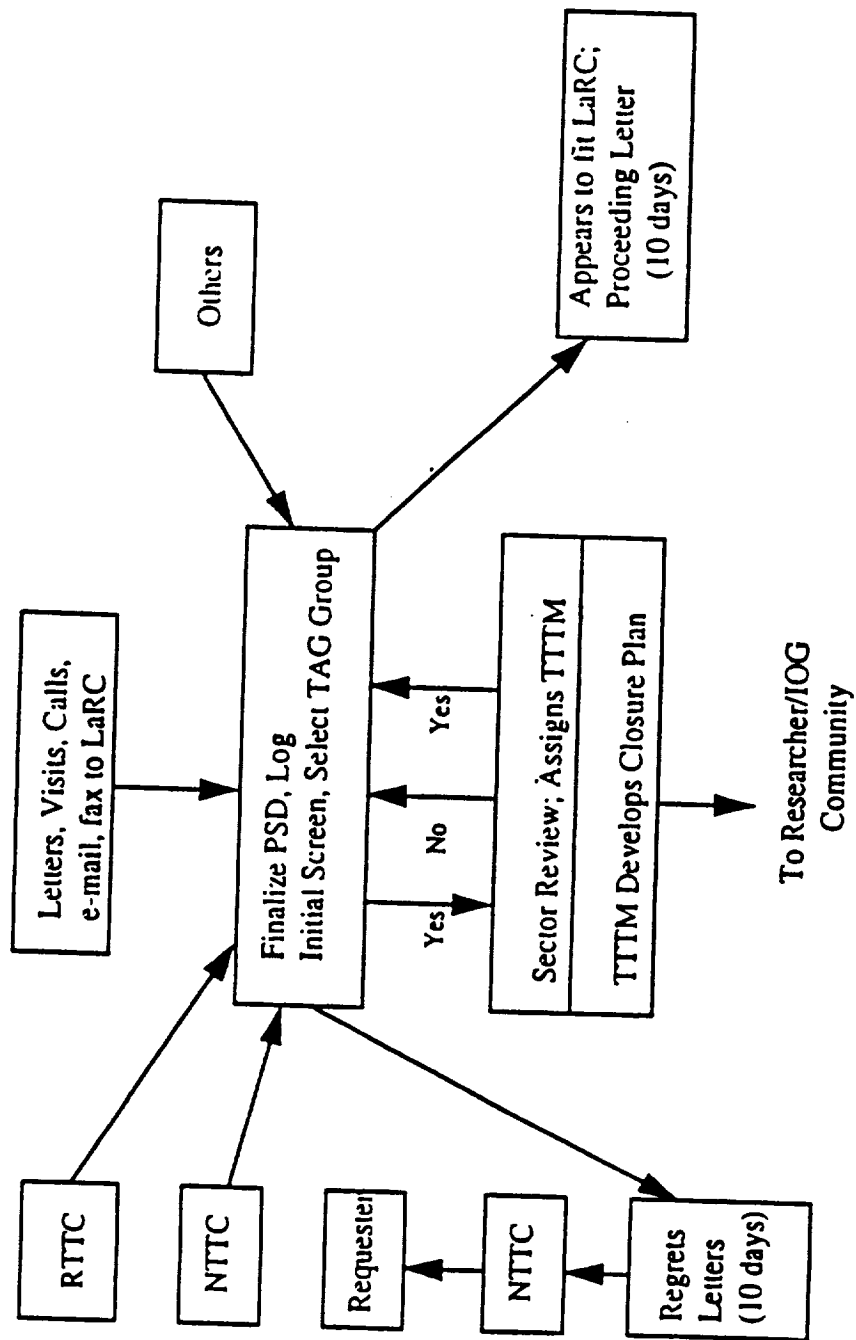 Letters, Visits, Calls,
e-mail, fax to LaRC
Others
RTTC
NTTC
Finalize PSD, Log
Initial Screen, Select TAG Group
Requester
NTTC
Regrets
Letters
(10 days)
Yes
No
Yes
Sector Review; Assigns TTTM
TTTM Develops Closure Plan
Appears to fit LaRC;
Proceeding Letter
(10 days)
To Researcher/IOG
Community